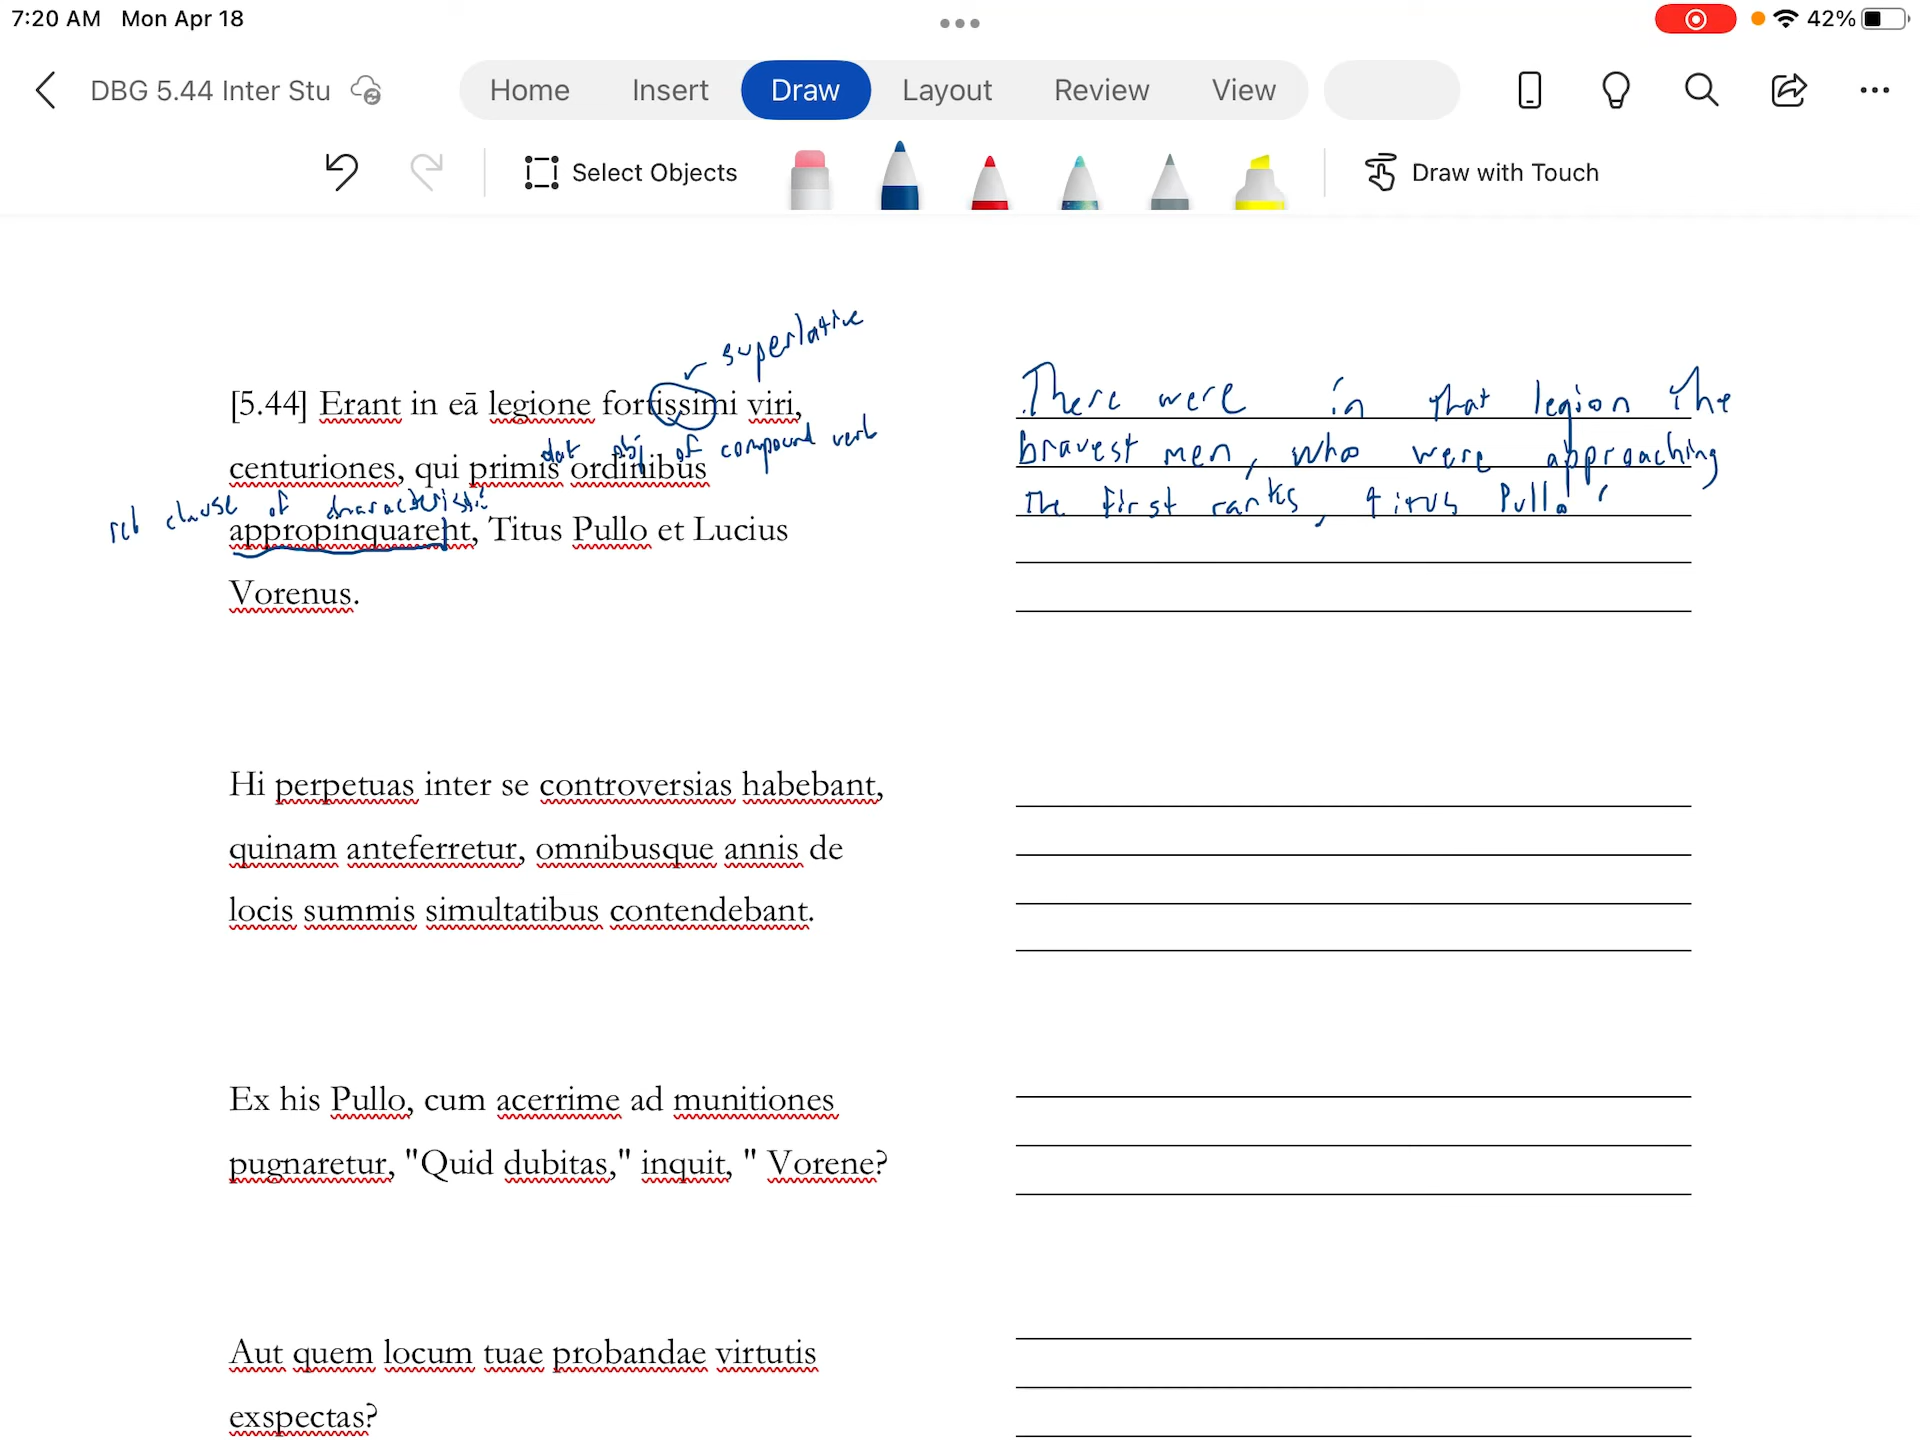 7:20 AM Mon Apr 18
42%
DBG 5.44 Inter Stu
Home Insert Draw Layout Review View
Select Objects
Draw with Touch
superlative
[5.44] Erant in eā legione fortissimi viri,
dat obj of compound verb
centuriones, qui primis ordinibus
rel clause of characteristic
appropinquarent, Titus Pullo et Lucius
Vorenus.
There were in that legion the
bravest men, who were approaching
the first ranks, titus Pullo
Hi perpetuas inter se controversias habebant,
quinam anteferretur, omnibusque annis de
locis summis simultatibus contendebant.
Ex his Pullo, cum acerrime ad munitiones
pugnaretur, "Quid dubitas," inquit, " Vorene?
Aut quem locum tuae probandae virtutis
exspectas?